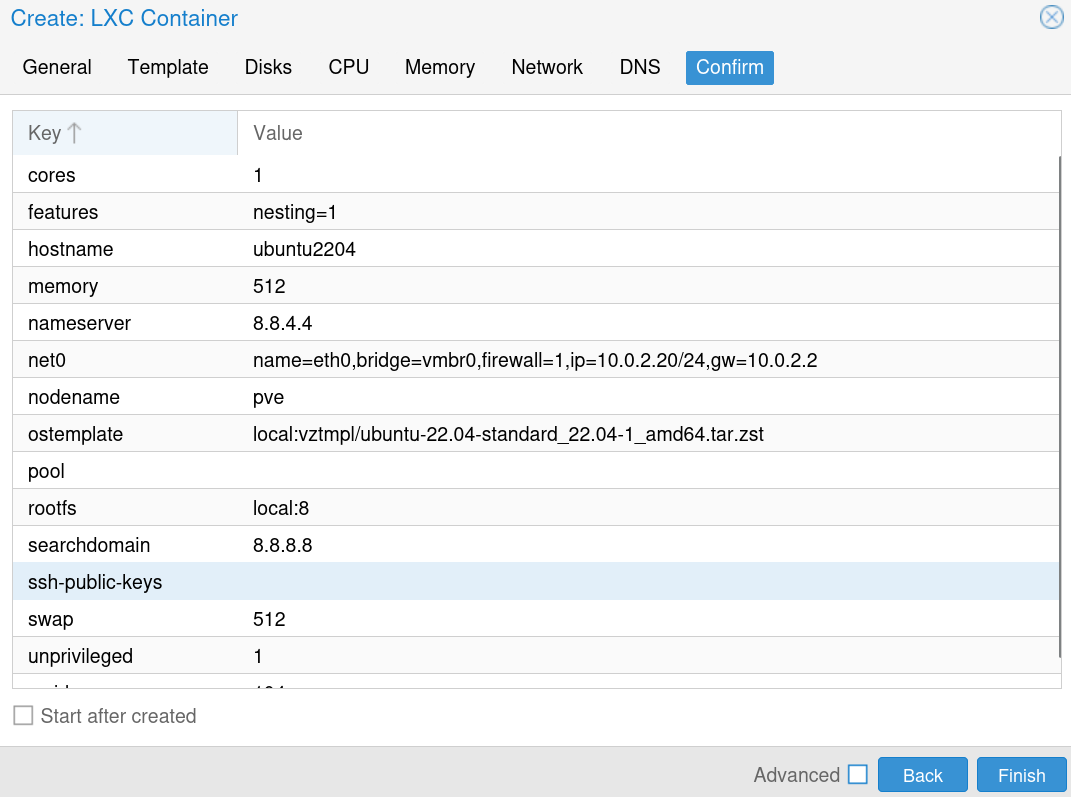 Create: LXC Container
General Template Disks CPU Memory Network DNS Confirm
Key Value
cores 1
features nesting=1
hostname ubuntu2204
memory 512
nameserver 8.8.4.4
net0 name=eth0,bridge=vmbr0,firewall=1,ip=10.0.2.20/24,gw=10.0.2.2
nodename pve
ostemplate local:vztmpl/ubuntu-22.04-standard_22.04-1_amd64.tar.zst
pool
rootfs local:8
searchdomain 8.8.8.8
ssh-public-keys
swap 512
unprivileged 1
Start after created
Advanced Back Finish